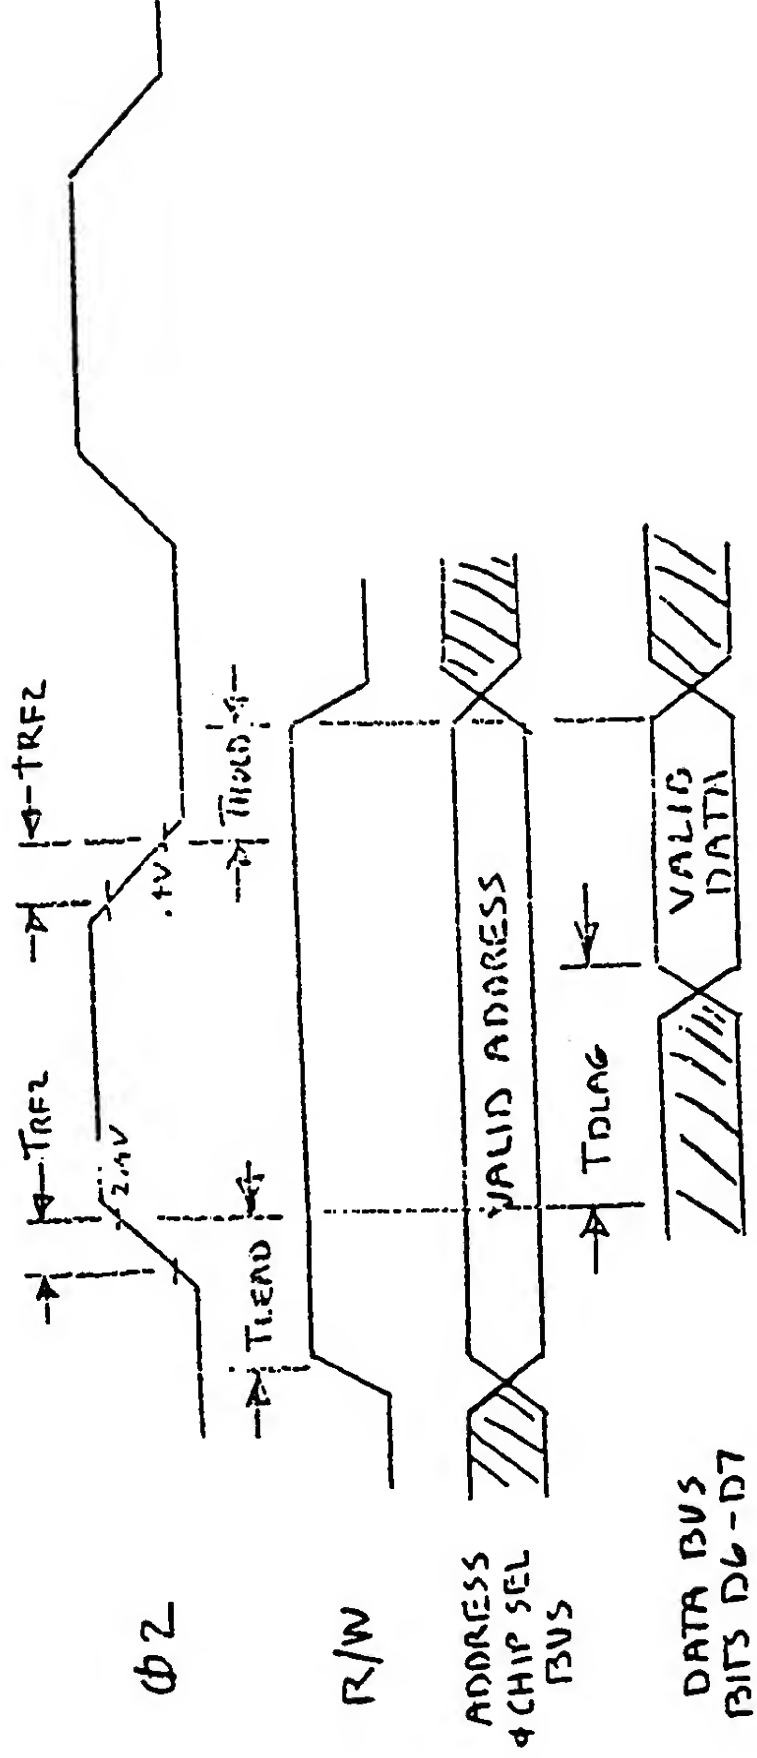 TRF2
TRF2
Φ2
2.4V
.4V
TLEAD
THOLD
R/W
ADDRESS
& CHIP SEL
BUS
VALID ADDRESS
TDLAG
DATA BUS
BITS D6-D7
VALID
DATA